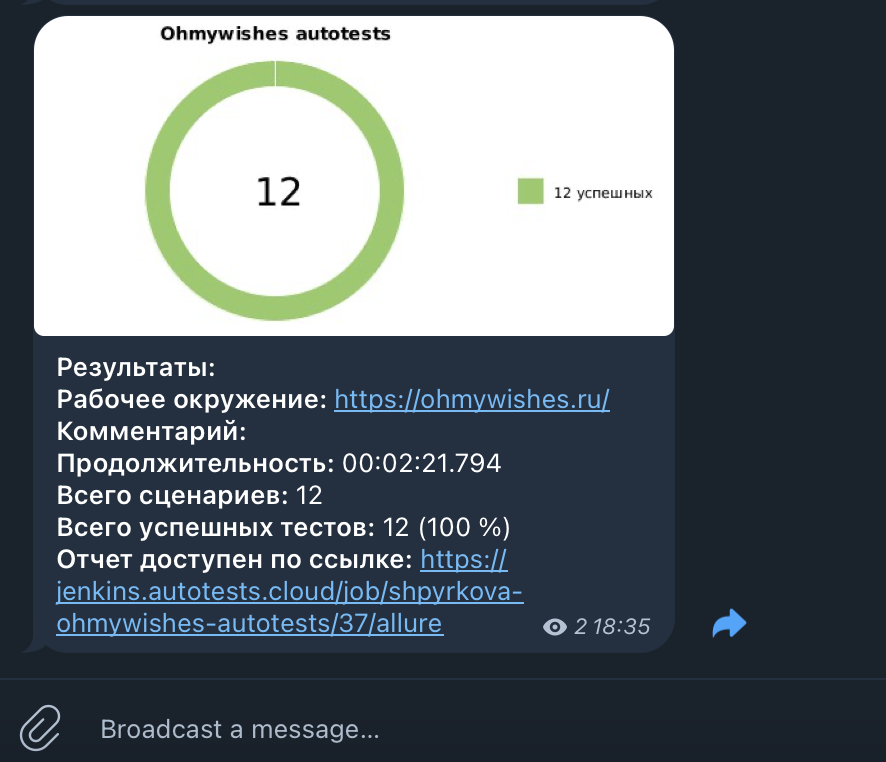 Ohmywishes autotests
12
12 успешных
Результаты:
Рабочее окружение: https://ohmywishes.ru/
Комментарий:
Продолжительность: 00:02:21.794
Всего сценариев: 12
Всего успешных тестов: 12 (100 %)
Отчет доступен по ссылке: https://
jenkins.autotests.cloud/job/shpyrkova-
ohmywishes-autotests/37/allure
2 18:35
Broadcast a message...